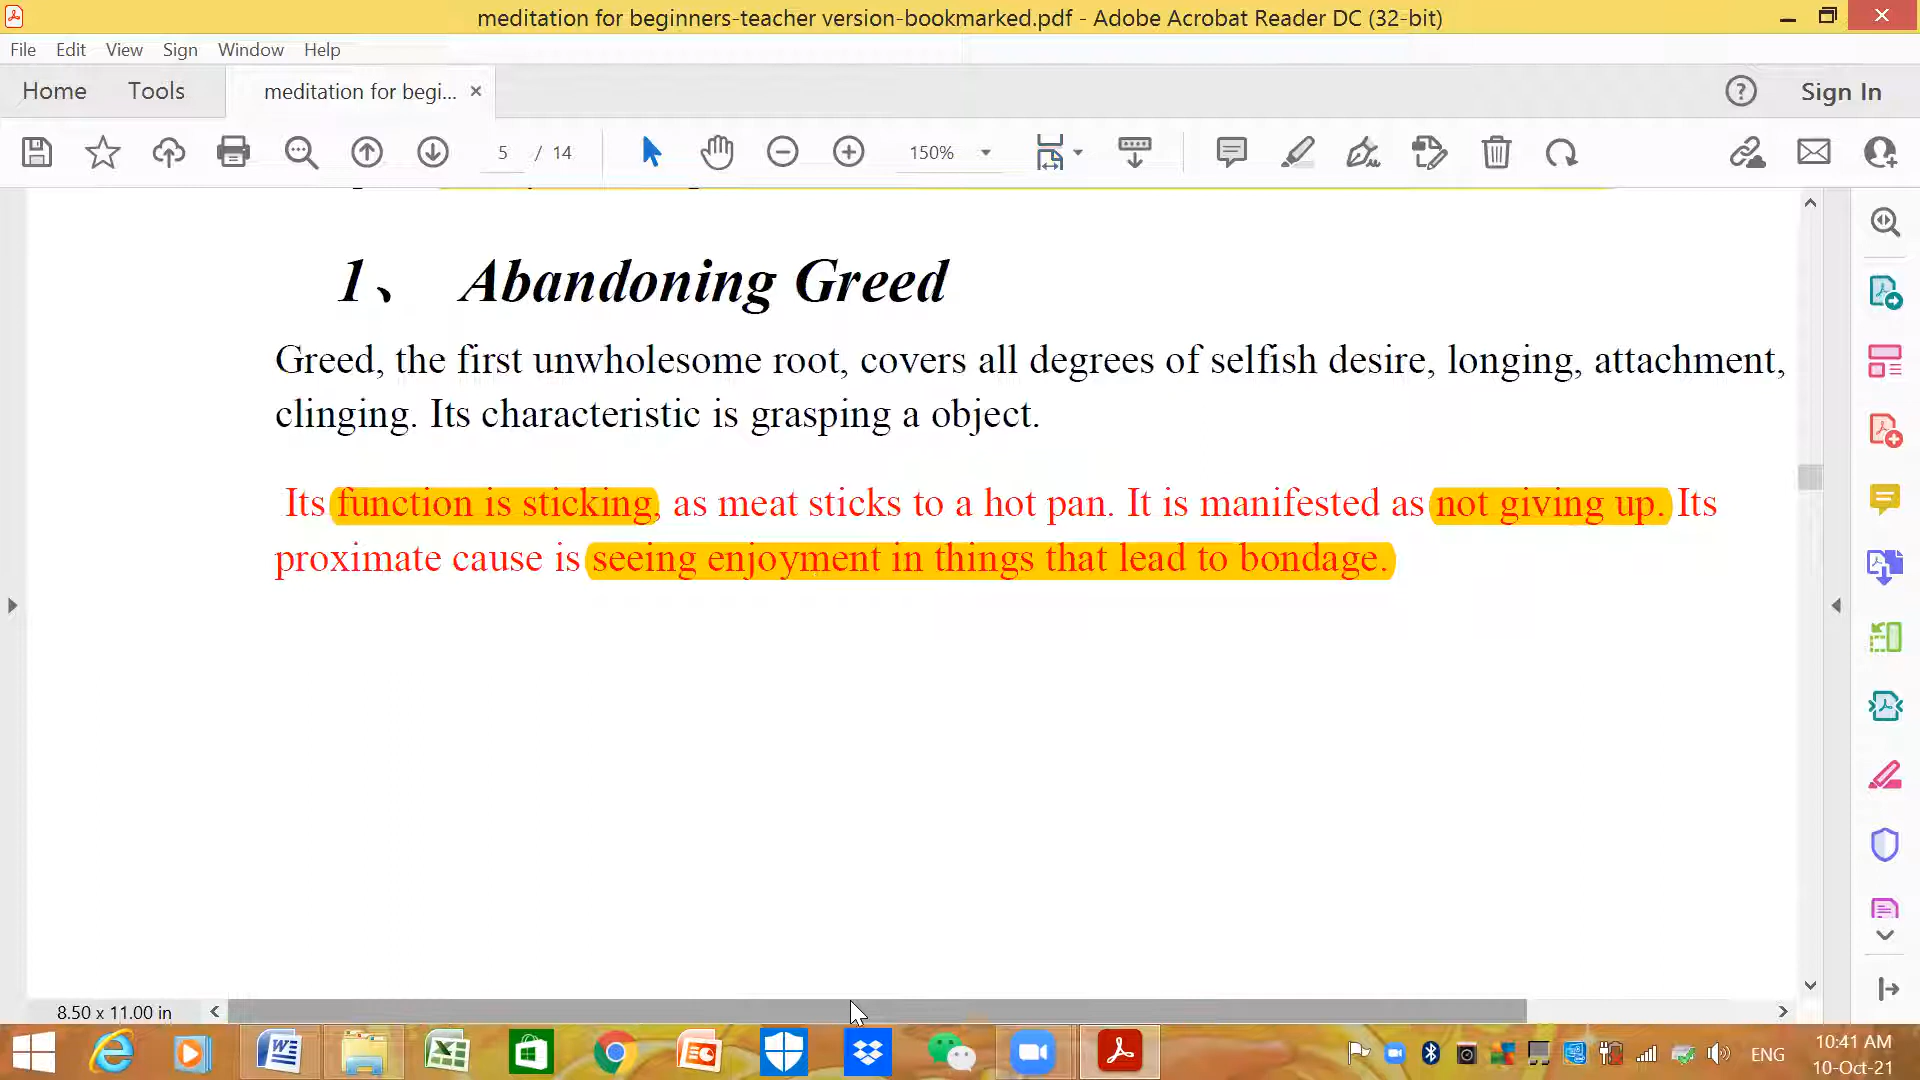 meditation for beginners-teacher version-bookmarked.pdf - Adobe Acrobat Reader DC (32-bit)
File Edit View Sign Window Help
Home Tools meditation for begi... × Sign In
5 / 14 150%
1、 Abandoning Greed
Greed, the first unwholesome root, covers all degrees of selfish desire, longing, attachment,
clinging. Its characteristic is grasping a object.
Its function is sticking, as meat sticks to a hot pan. It is manifested as not giving up. Its
proximate cause is seeing enjoyment in things that lead to bondage.
8.50 x 11.00 in
ENG
10:41 AM
10-Oct-21